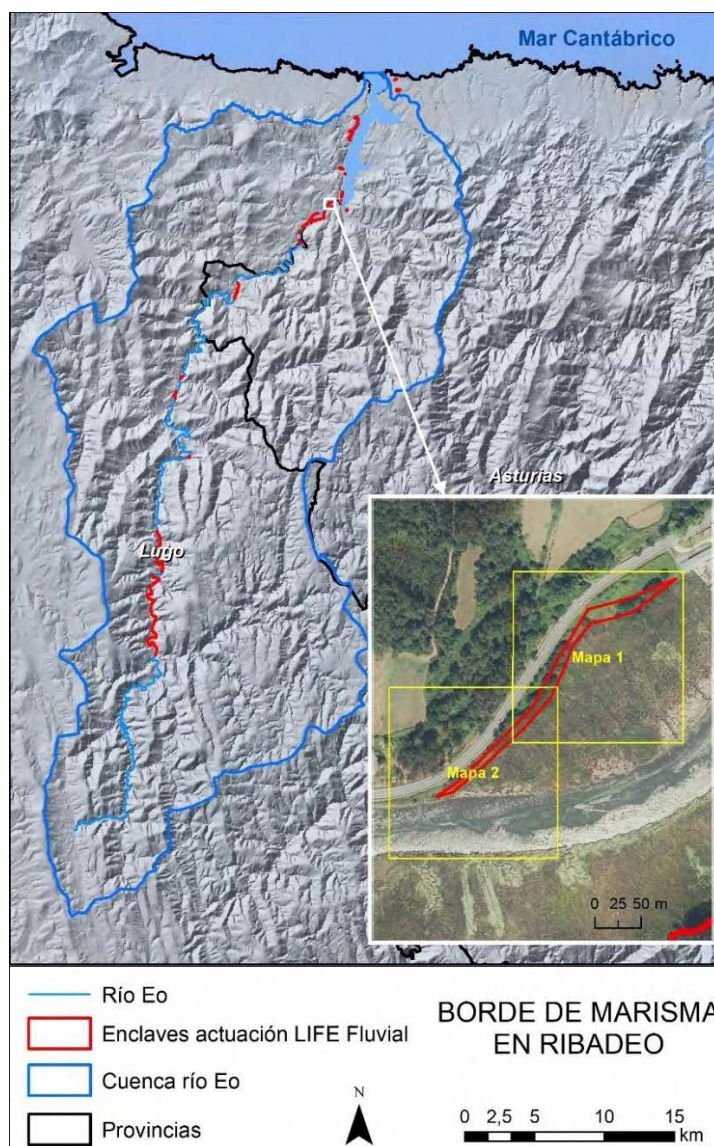 Mar Cantábrico
Asturias
Lugo
Mapa 1
Mapa 2
0 25 50 m
Río Eo
Enclaves actuación LIFE Fluvial
Cuenca río Eo
Provincias
BORDE DE MARISMA
EN RIBADEO
N
0 2,5 5 10 15
km